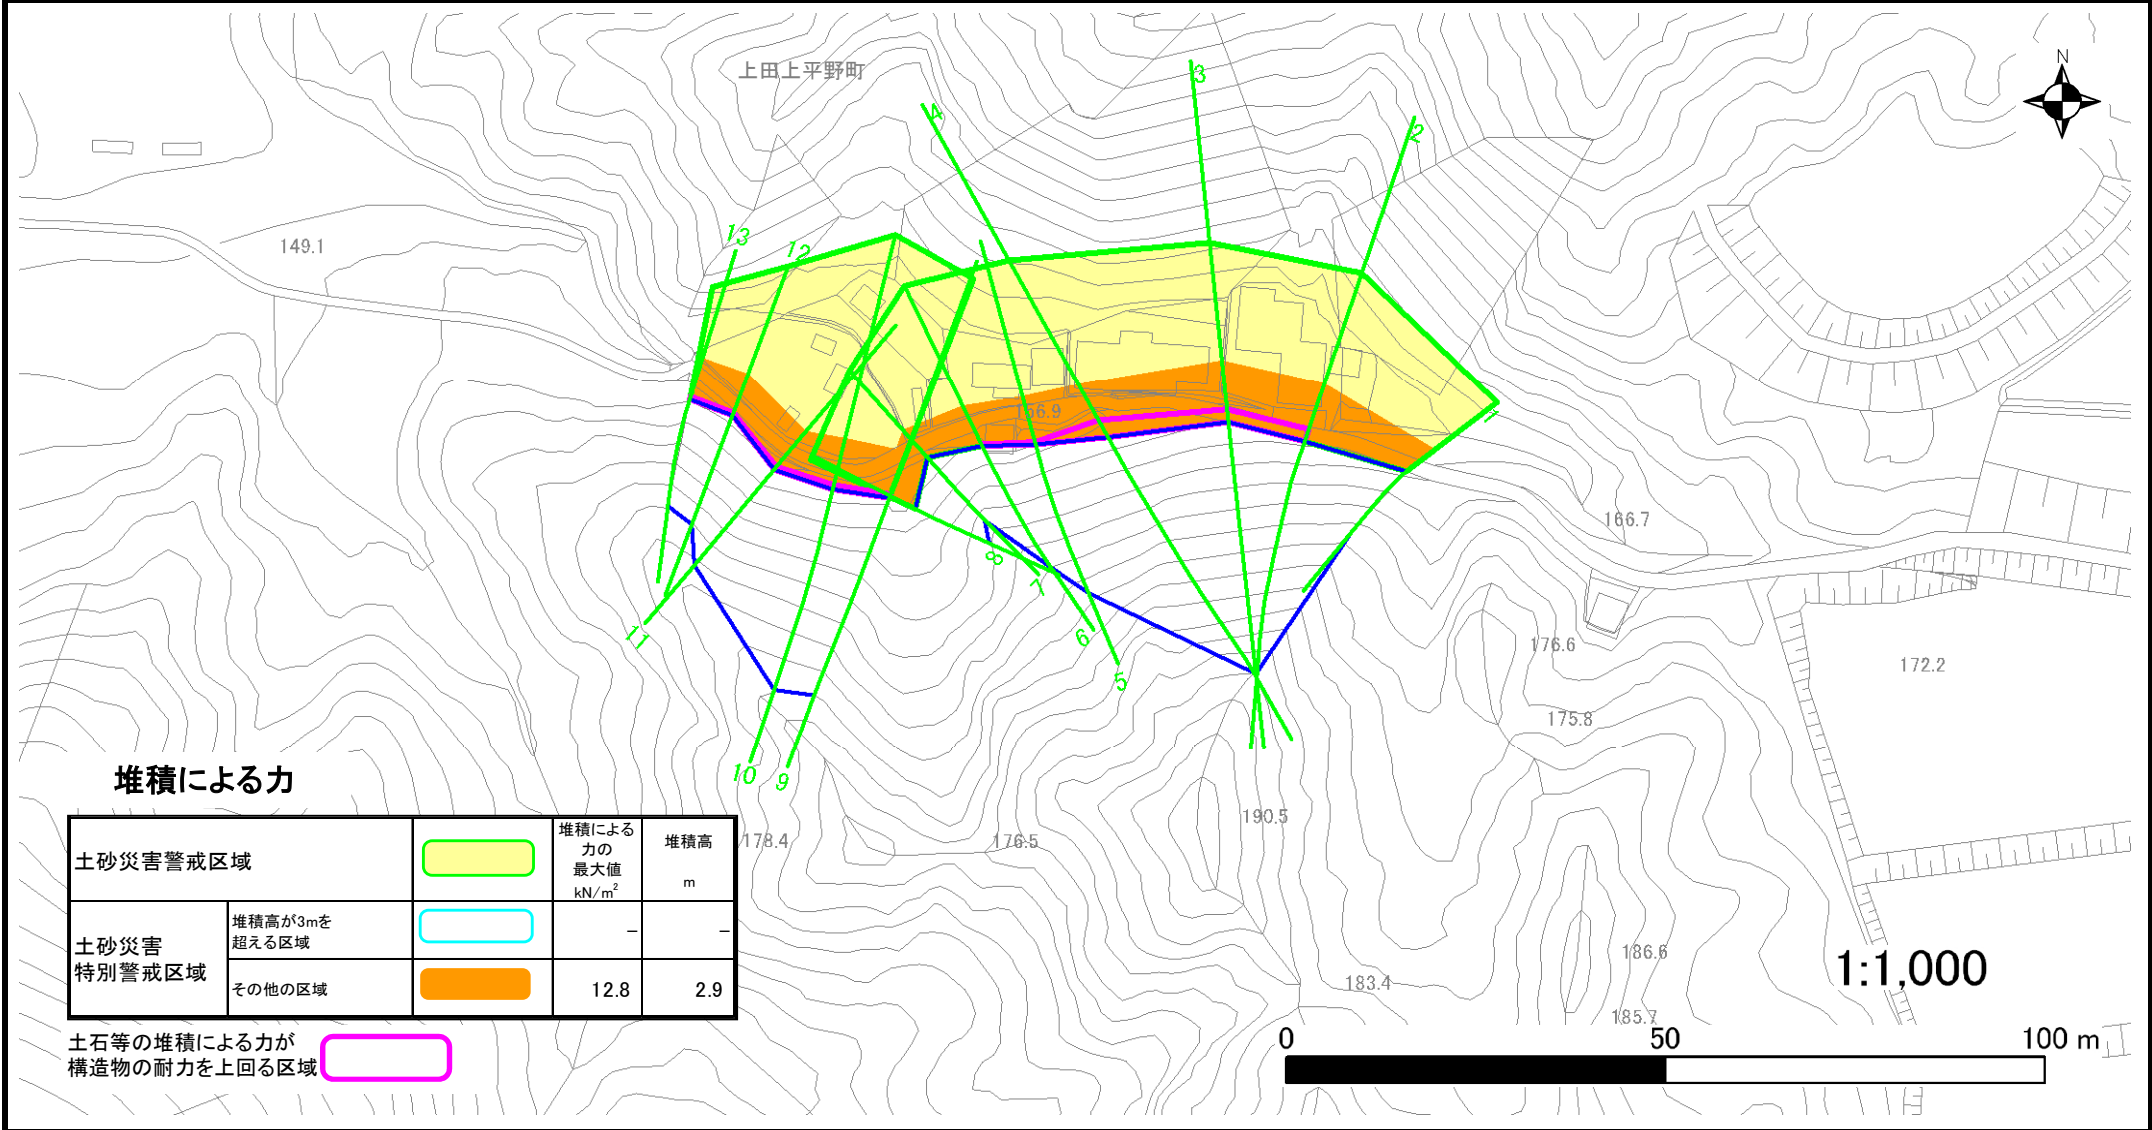 上田上平野町
N
3
4
2
13
12
149.1
156.9
1
166.7
8
7
11
6
5
176.6
172.2
175.8
10
9
190.5
178.4
176.5
186.6
183.4
185.7
堆積による力
土砂災害警戒区域
堆積による
力の
最大値
kN/m²
堆積高
m
土砂災害
特別警戒区域
堆積高が3mを
超える区域
–
–
その他の区域
12.8
2.9
土石等の堆積による力が
構造物の耐力を上回る区域
1:1,000
0
50
100 m